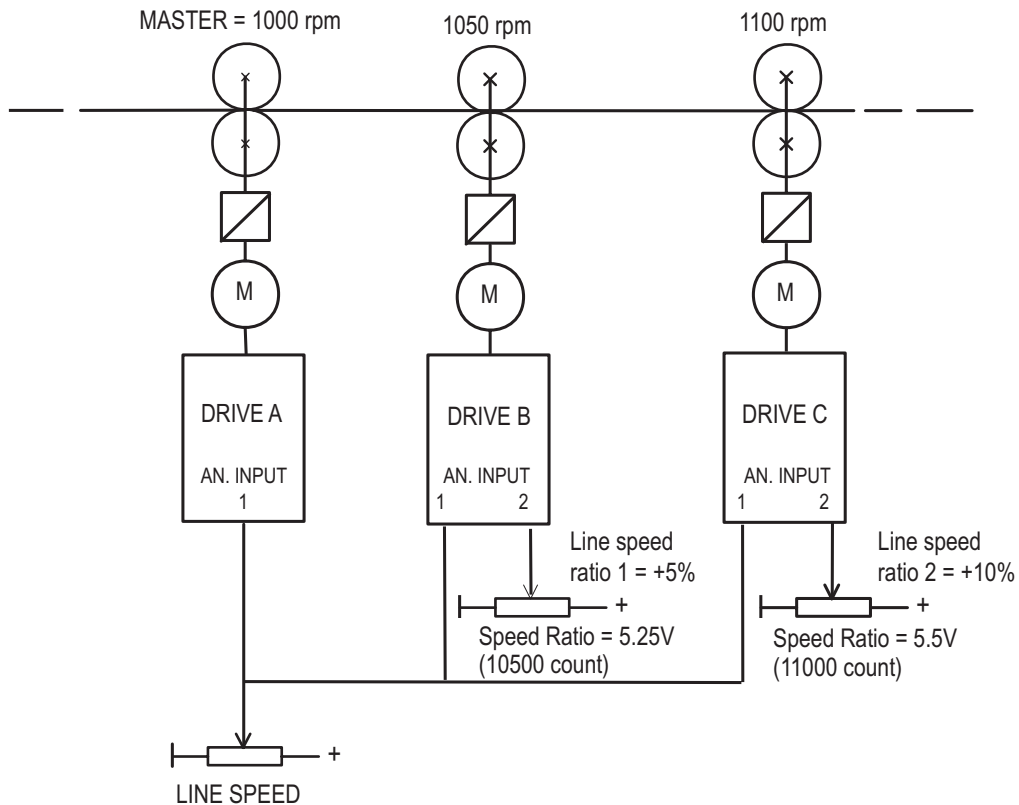 MASTER = 1000 rpm
1050 rpm
1100 rpm
M
M
M
DRIVE A
AN. INPUT
1
DRIVE B
AN. INPUT
1 2
DRIVE C
AN. INPUT
1 2
Line speed
ratio 1 = +5%
+
Speed Ratio = 5.25V
(10500 count)
Line speed
ratio 2 = +10%
+
Speed Ratio = 5.5V
(11000 count)
+
LINE SPEED